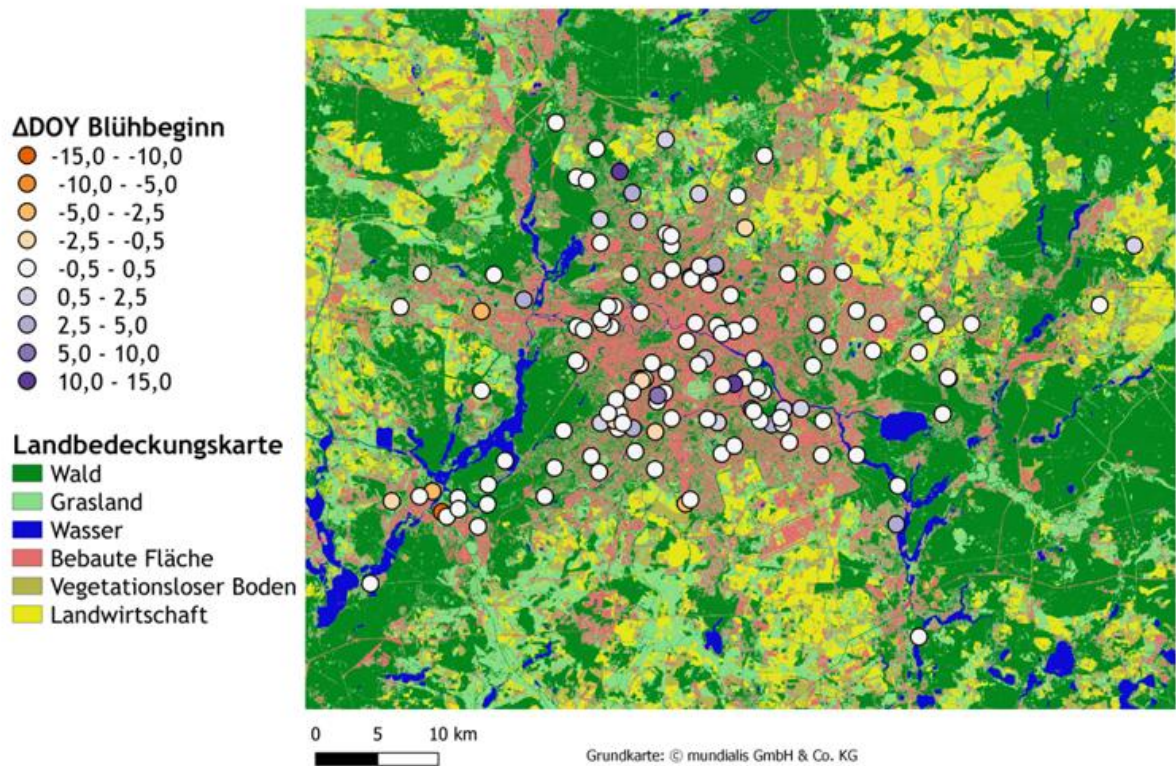 ΔDOY Blühbeginn
-15,0 - -10,0
-10,0 - -5,0
-5,0 - -2,5
-2,5 - -0,5
-0,5 - 0,5
0,5 - 2,5
2,5 - 5,0
5,0 - 10,0
10,0 - 15,0
Landbedeckungskarte
Wald
Grasland
Wasser
Bebaute Fläche
Vegetationsloser Boden
Landwirtschaft
0 5 10 km
Grundkarte: © mundialis GmbH & Co. KG